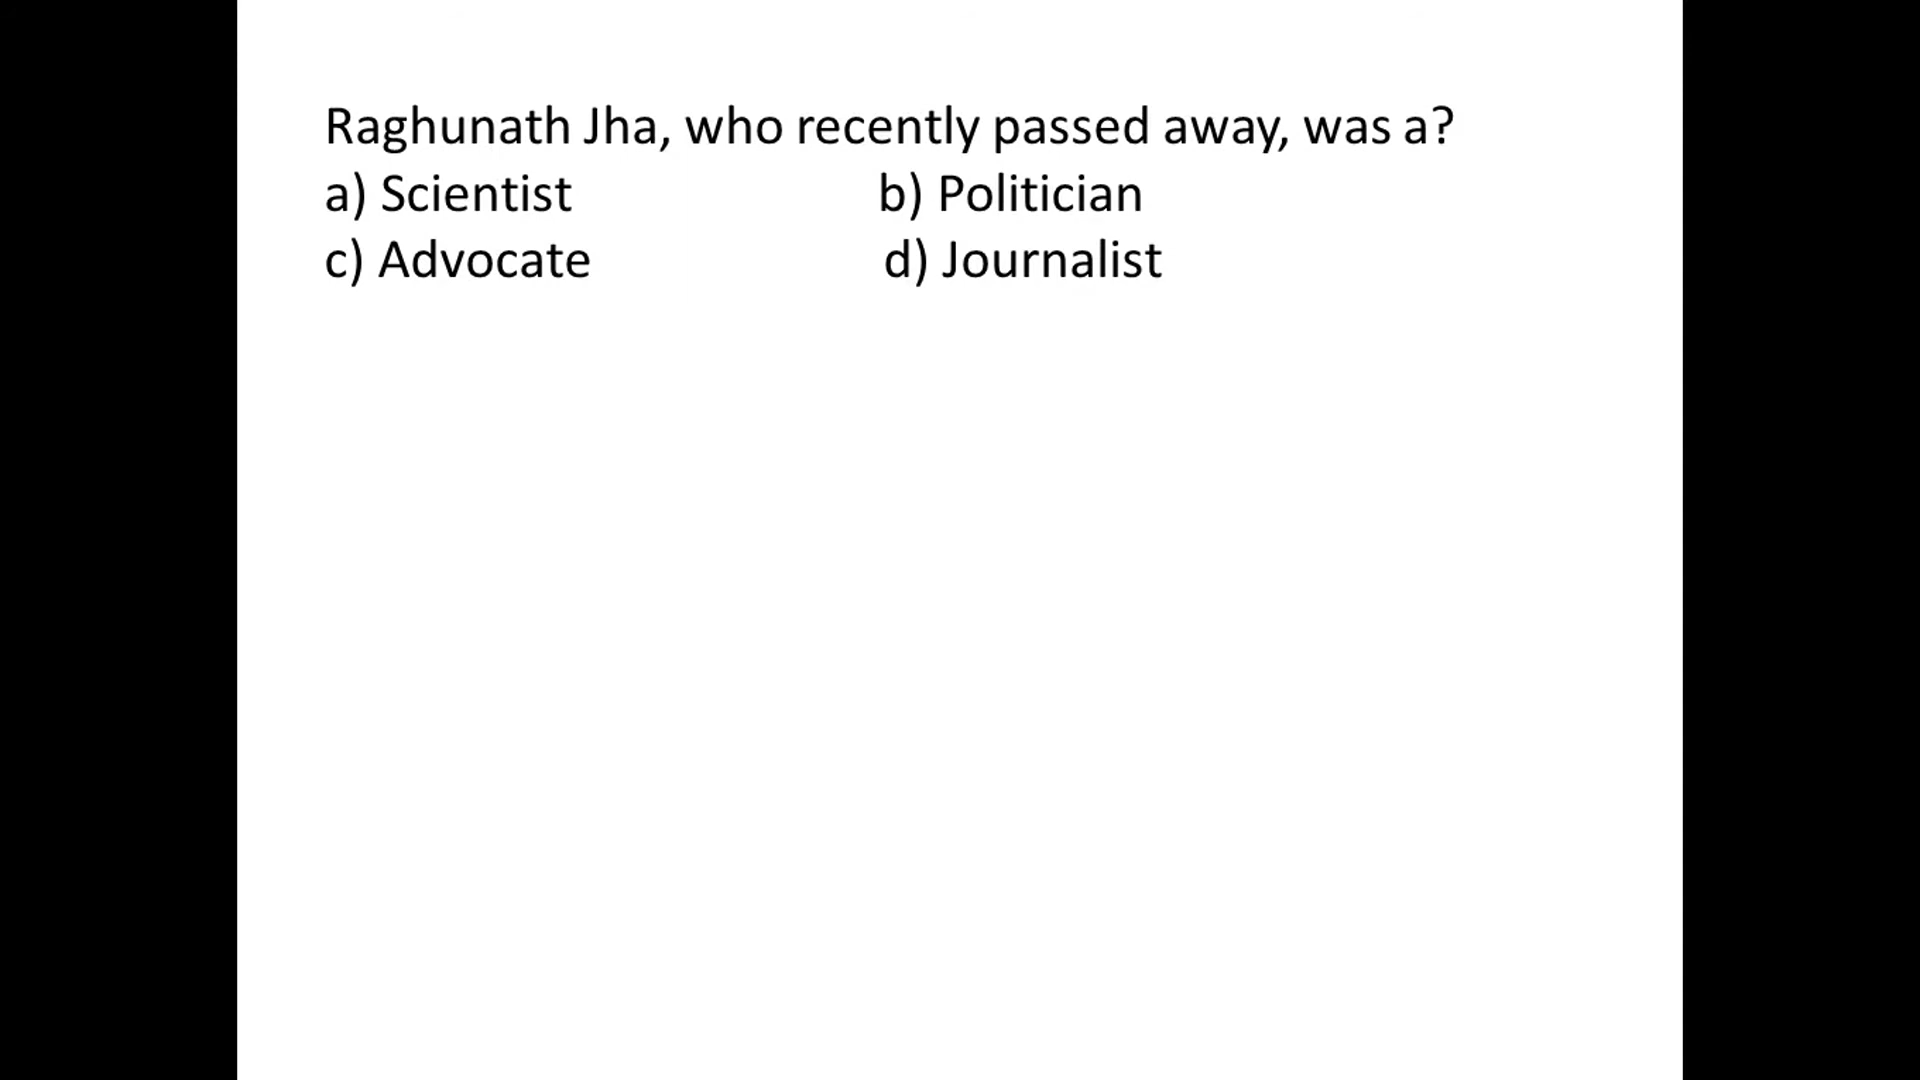 Raghunath Jha, who recently passed away, was a?
a) Scientist b) Politician
c) Advocate d) Journalist